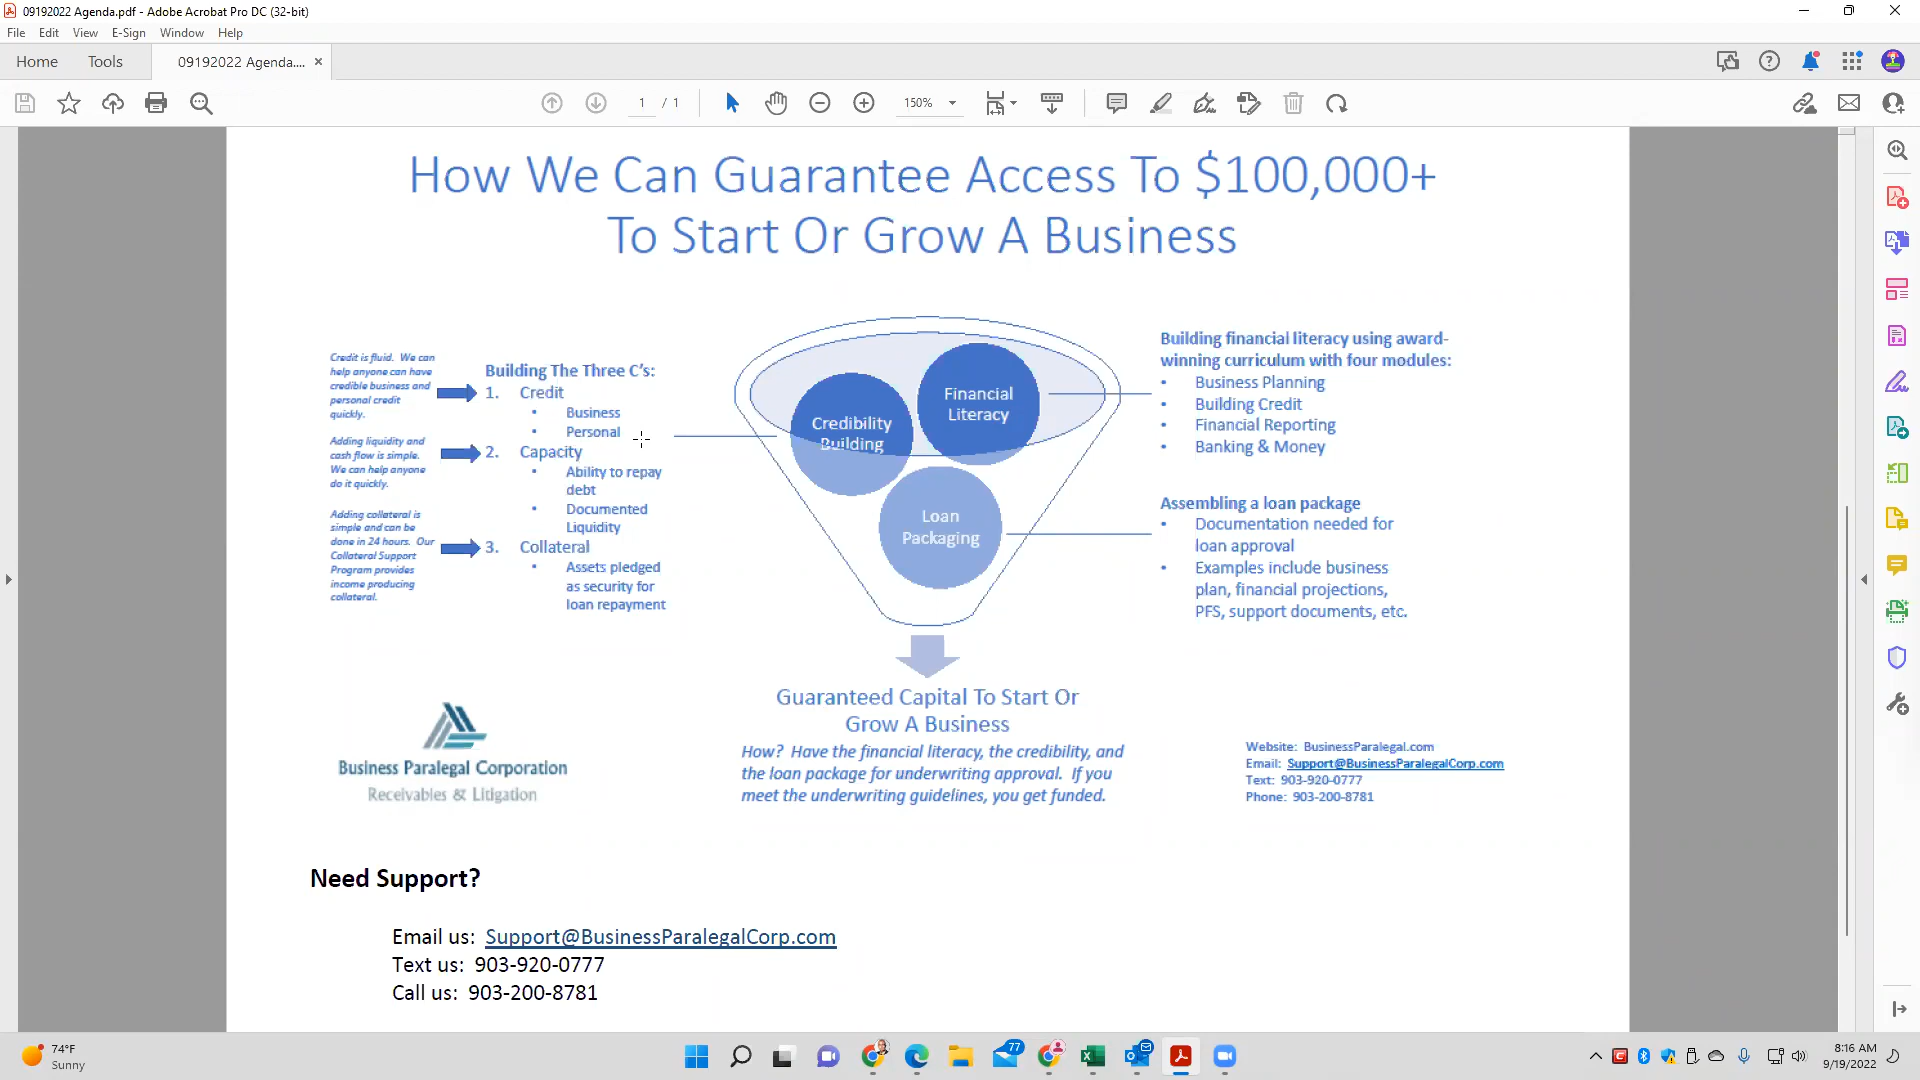 09192022 Agenda.pdf - Adobe Acrobat Pro DC (32-bit)
File Edit View E-Sign Window Help
Home Tools 09192022 Agenda....
1 / 1 150%
How We Can Guarantee Access To $100,000+
To Start Or Grow A Business
Credit is fluid. We can
help anyone can have
credible business and
personal credit
quickly.
Adding liquidity and
cash flow is simple.
We can help anyone
do it quickly.
Adding collateral is
simple and can be
done in 24 hours. Our
Collateral Support
Program provides
income producing
collateral.
Building The Three C's:
1. Credit
• Business
• Personal
2. Capacity
• Ability to repay
debt
• Documented
Liquidity
3. Collateral
• Assets pledged
as security for
loan repayment
Credibility
Building
Financial
Literacy
Loan
Packaging
Building financial literacy using award-
winning curriculum with four modules:
• Business Planning
• Building Credit
• Financial Reporting
• Banking & Money
Assembling a loan package
• Documentation needed for
loan approval
• Examples include business
plan, financial projections,
PFS, support documents, etc.
Guaranteed Capital To Start Or
Grow A Business
How? Have the financial literacy, the credibility, and
the loan package for underwriting approval. If you
meet the underwriting guidelines, you get funded.
Business Paralegal Corporation
Receivables & Litigation
Website: BusinessParalegal.com
Email: Support@BusinessParalegalCorp.com
Text: 903-920-0777
Phone: 903-200-8781
Need Support?
Email us: Support@BusinessParalegalCorp.com
Text us: 903-920-0777
Call us: 903-200-8781
74°F
Sunny
77
8:16 AM
9/19/2022